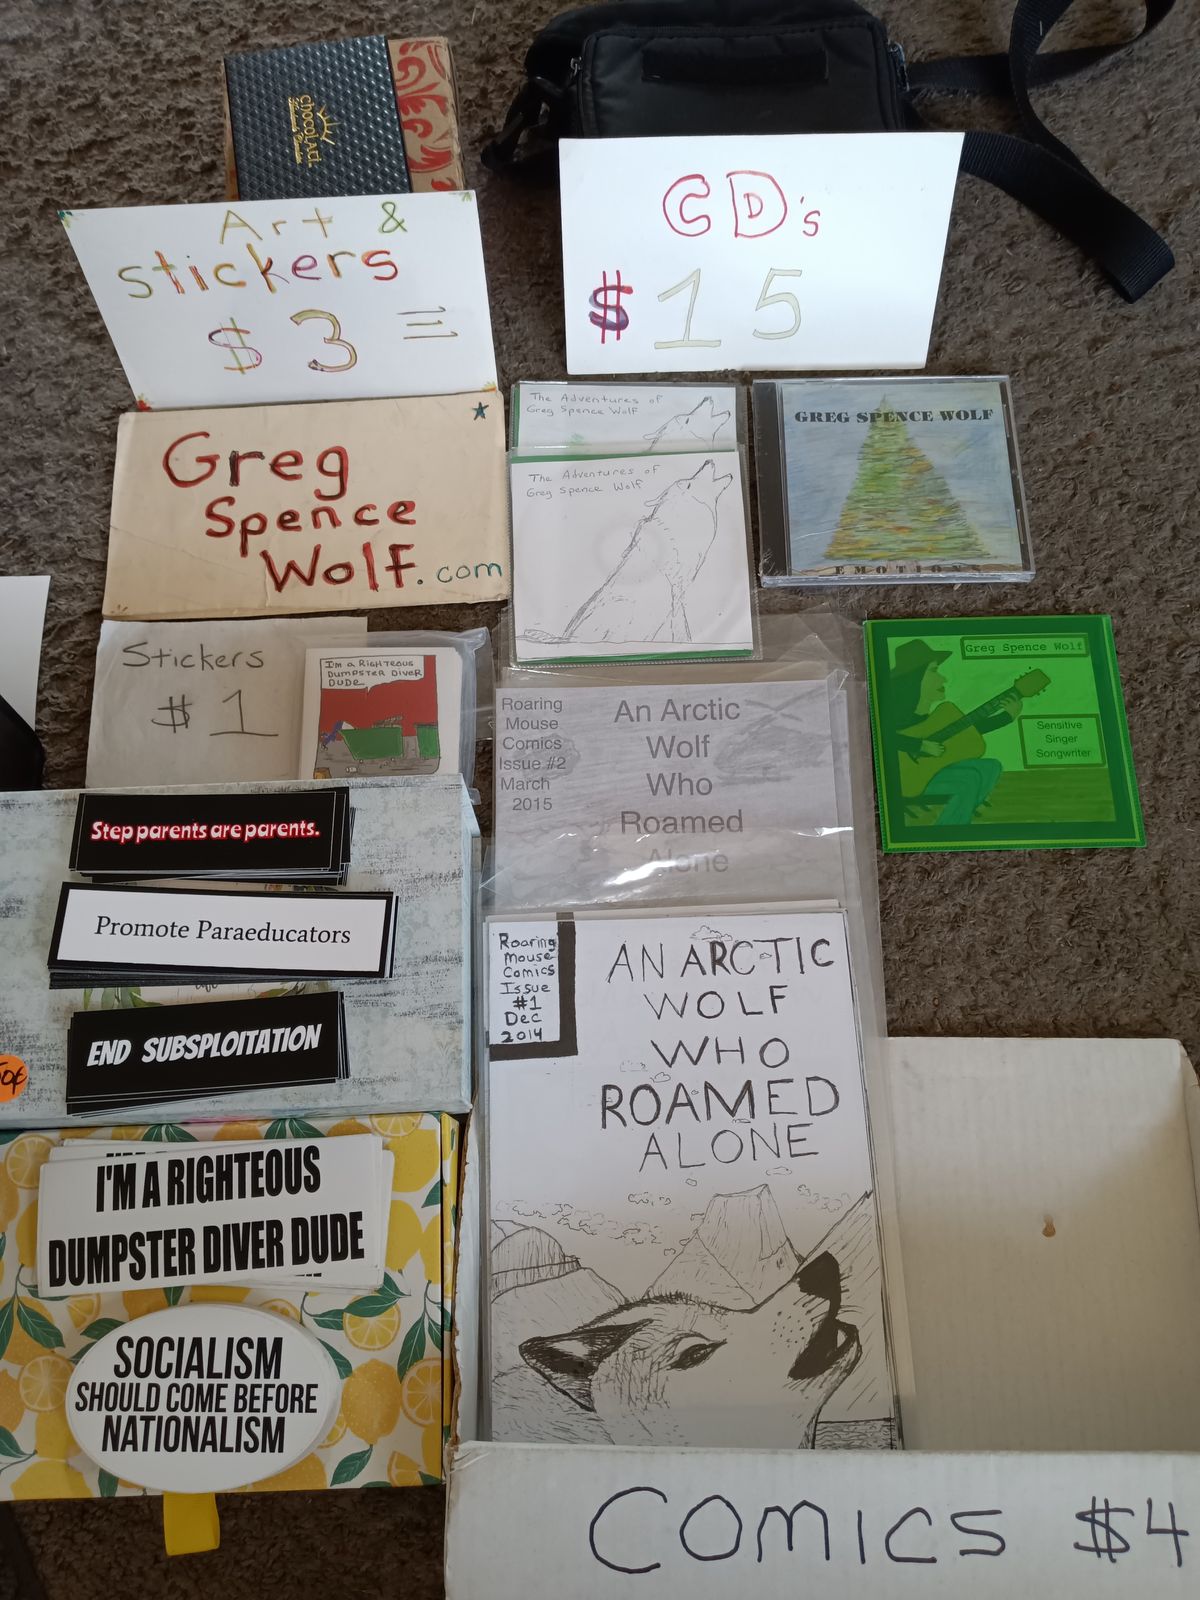 chocolarti
Art &
stickers
$ 3
CD's
$ 15
Greg
Spence
Wolf.com
The Adventures of
Greg Spence Wolf
The Adventures of
Greg Spence Wolf
GREG SPENCE WOLF
EMOTIONS
Stickers
$ 1
Im a RigHTEOUS
DUMPSTER DIVER
DUDE
Roaring
Mouse
Comics
Issue #2
March
2015
An Arctic
Wolf
Who
Roamed
Alone
Greg Spence Wolf
Sensitive
Singer
Songwriter
Step parents are parents.
Promote Paraeducators
END SUBSPLOITATION
I'M A RIGHTEOUS
DUMPSTER DIVER DUDE
SOCIALISM
SHOULD COME BEFORE
NATIONALISM
Roaring
Mouse
Comics
Issue
#1
Dec
2014
AN ARCTIC
WOLF
WHO
ROAMED
ALONE
COMICS $4